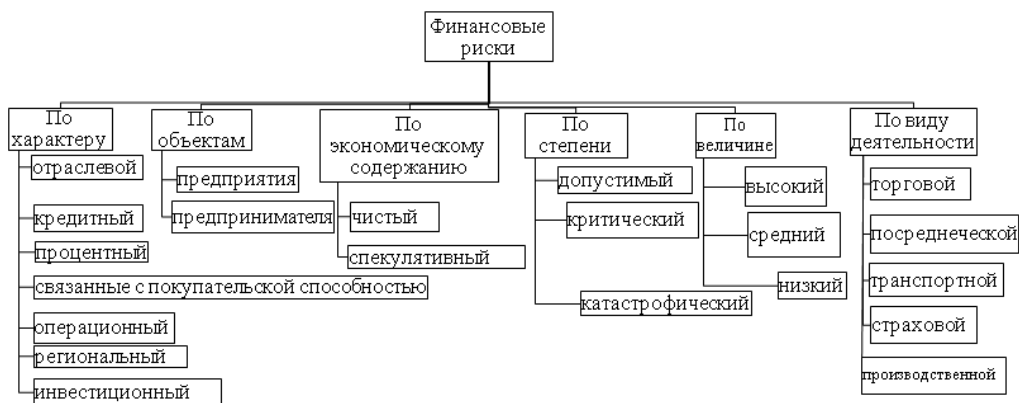 Финансовые
риски
По
характеру
отраслевой
кредитный
процентный
связанные с покупательской способностью
операционный
региональный
инвестиционный
По
объектам
предприятия
предпринимателя
По
экономическому
содержанию
чистый
спекулятивный
По
степени
допустимый
критический
катастрофический
По
величине
высокий
средний
низкий
По виду
деятельности
торговой
посреднеческой
транспортной
страховой
производственной